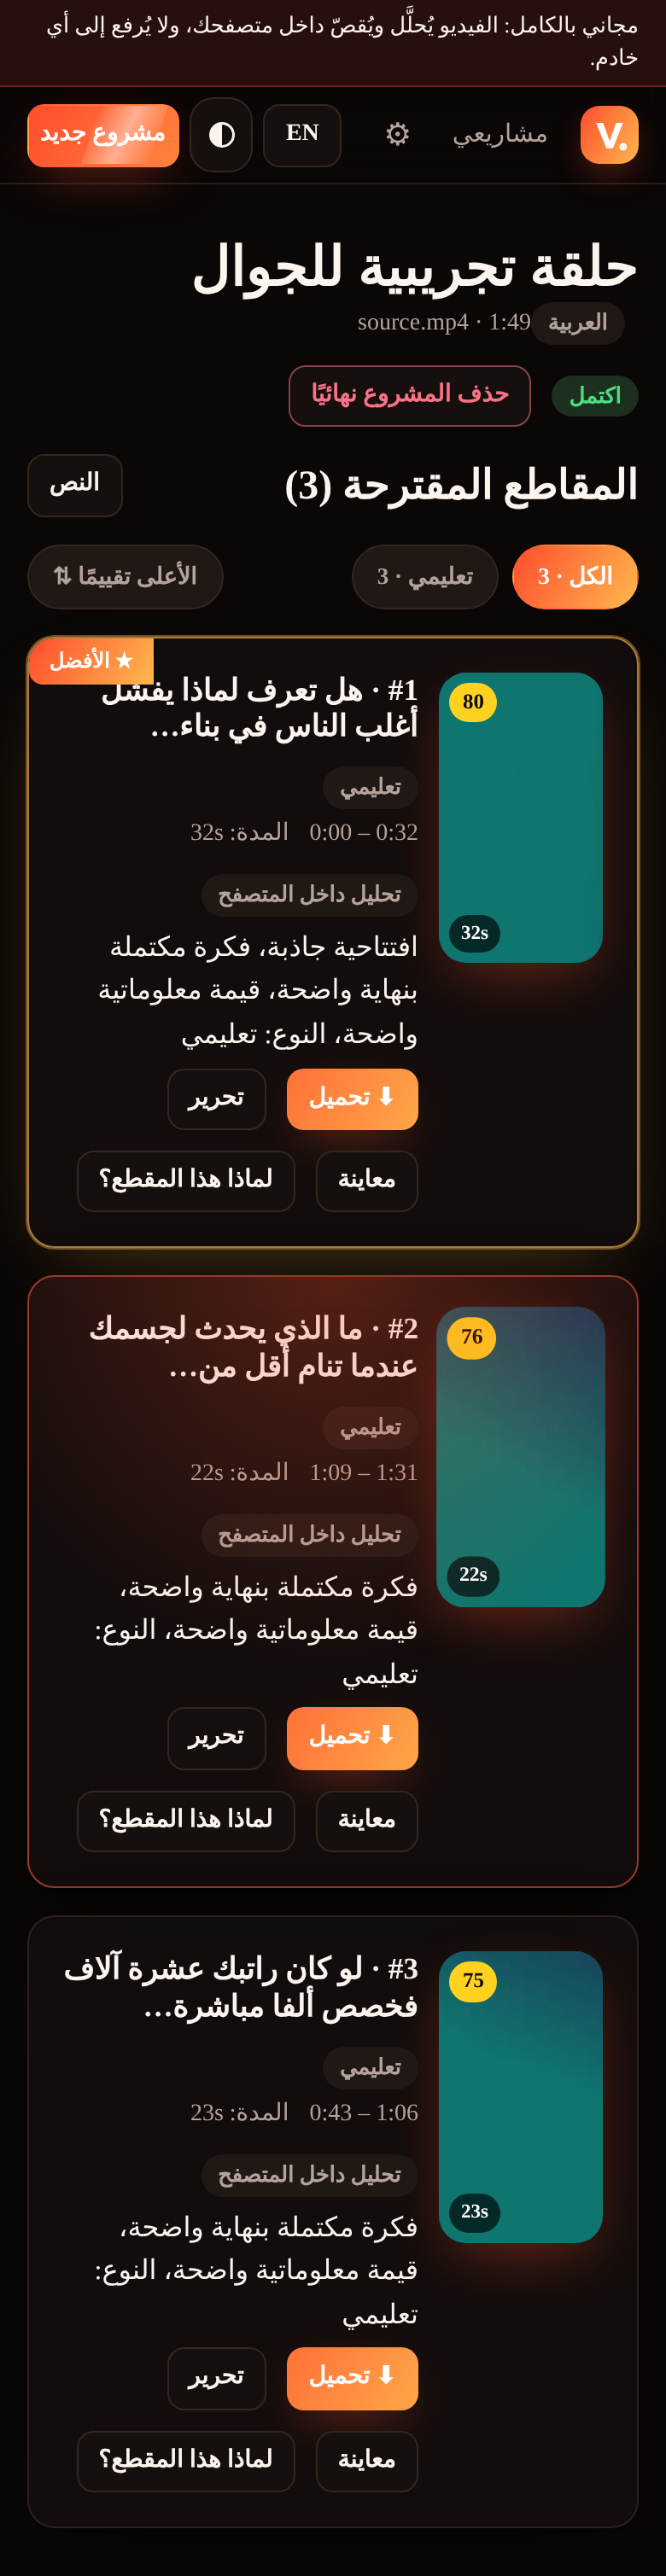 مجاني بالكامل: الفيديو يُحلَّل ويُقصّ داخل متصفحك، ولا يُرفع إلى أي
خادم.
V.
مشاريعي
⚙
EN
◐
مشروع جديد
حلقة تجريبية للجوال
العربية
source.mp4 · 1:49
اكتمل
حذف المشروع نهائيًا
المقاطع المقترحة (3)
النص
الكل · 3
تعليمي · 3
الأعلى تقييمًا ⇅
★ الأفضل
80
32s
#1 · هل تعرف لماذا يفشل
أغلب الناس في بناء…
تعليمي
0:00 – 0:32
المدة: 32s
تحليل داخل المتصفح
افتتاحية جاذبة، فكرة مكتملة
بنهاية واضحة، قيمة معلوماتية
واضحة، النوع: تعليمي
⬇ تحميل
تحرير
معاينة
لماذا هذا المقطع؟
76
22s
#2 · ما الذي يحدث لجسمك
عندما تنام أقل من…
تعليمي
1:09 – 1:31
المدة: 22s
تحليل داخل المتصفح
فكرة مكتملة بنهاية واضحة،
قيمة معلوماتية واضحة، النوع:
تعليمي
⬇ تحميل
تحرير
معاينة
لماذا هذا المقطع؟
75
23s
#3 · لو كان راتبك عشرة آلاف
فخصص ألفا مباشرة…
تعليمي
0:43 – 1:06
المدة: 23s
تحليل داخل المتصفح
فكرة مكتملة بنهاية واضحة،
قيمة معلوماتية واضحة، النوع:
تعليمي
⬇ تحميل
تحرير
معاينة
لماذا هذا المقطع؟